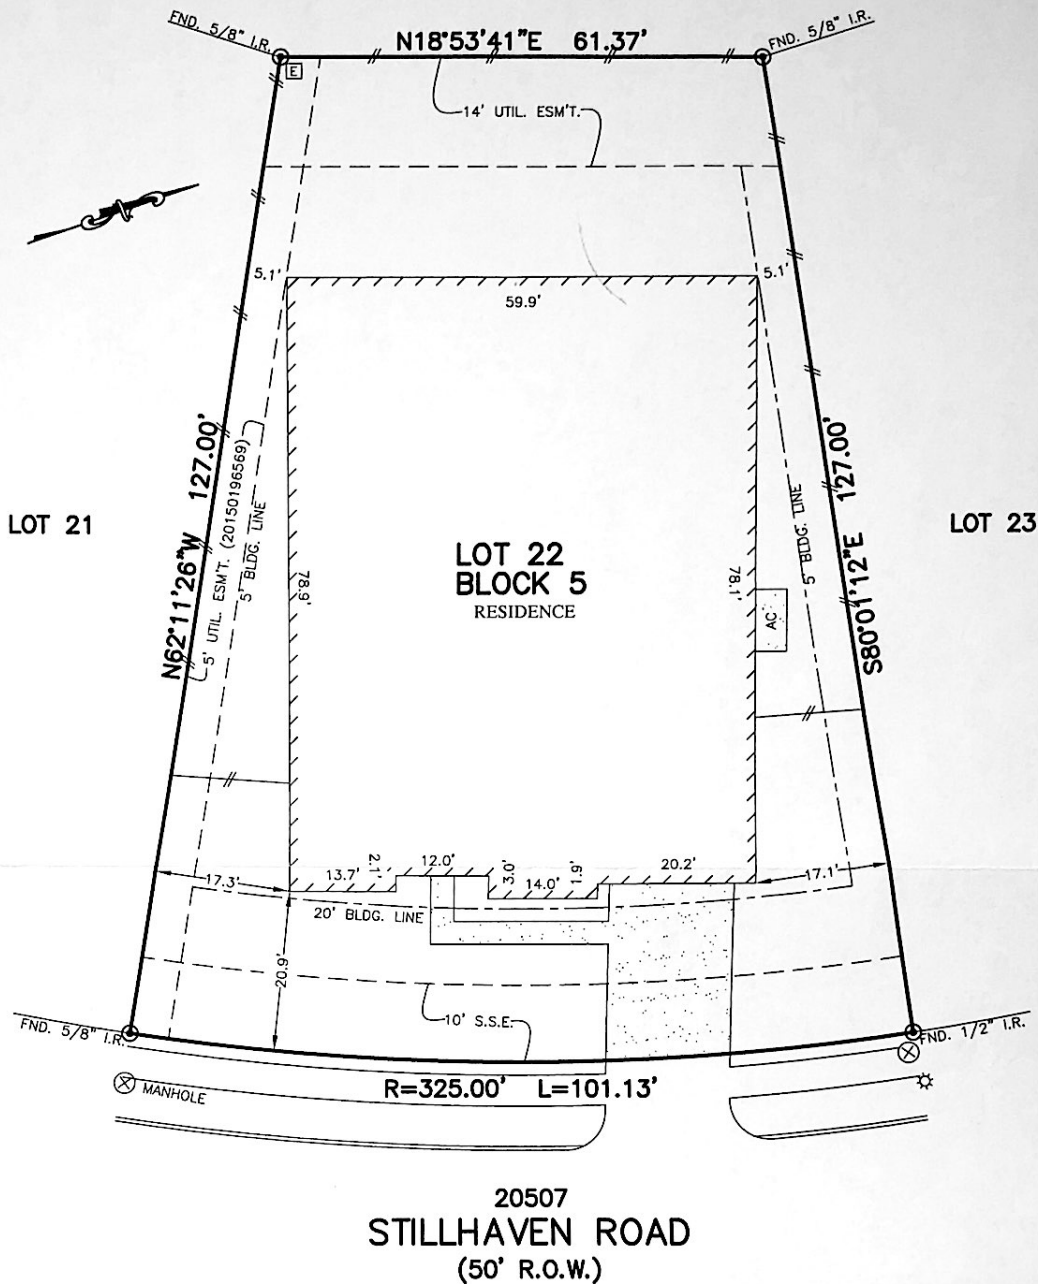 FND. 5/8" I.R.
N18°53'41"E 61.37'
FND. 5/8" I.R.
E
14' UTIL. ESM'T.
5.1'
59.9'
5.1'
N62°11'26"W 127.00'
5' UTIL. ESM'T. (20150196569)
5' BLDG. LINE
LOT 21
78.9'
LOT 22
BLOCK 5
RESIDENCE
78.1'
AC
5' BLDG. LINE
S80°01'12"E 127.00'
LOT 23
17.3'
13.7'
2.1'
12.0'
3.0'
14.0'
1.9'
20.2'
17.1'
20' BLDG. LINE
20.9'
10' S.S.E.
FND. 5/8" I.R.
FND. 1/2" I.R.
MANHOLE
R=325.00' L=101.13'
20507
STILLHAVEN ROAD
(50' R.O.W.)